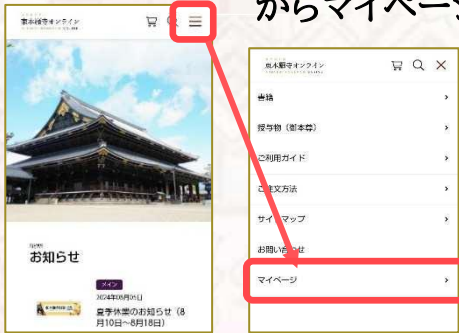 からマイページ
東本願寺オンライン
東本願寺オンライン
書籍
授与物（御本尊）
ご利用ガイド
ご注文方法
サイトマップ
お問い合わせ
マイページ
NEWS
お知らせ
メイン
2024年08月05日
夏季休業のお知らせ（8
月10日～8月18日）